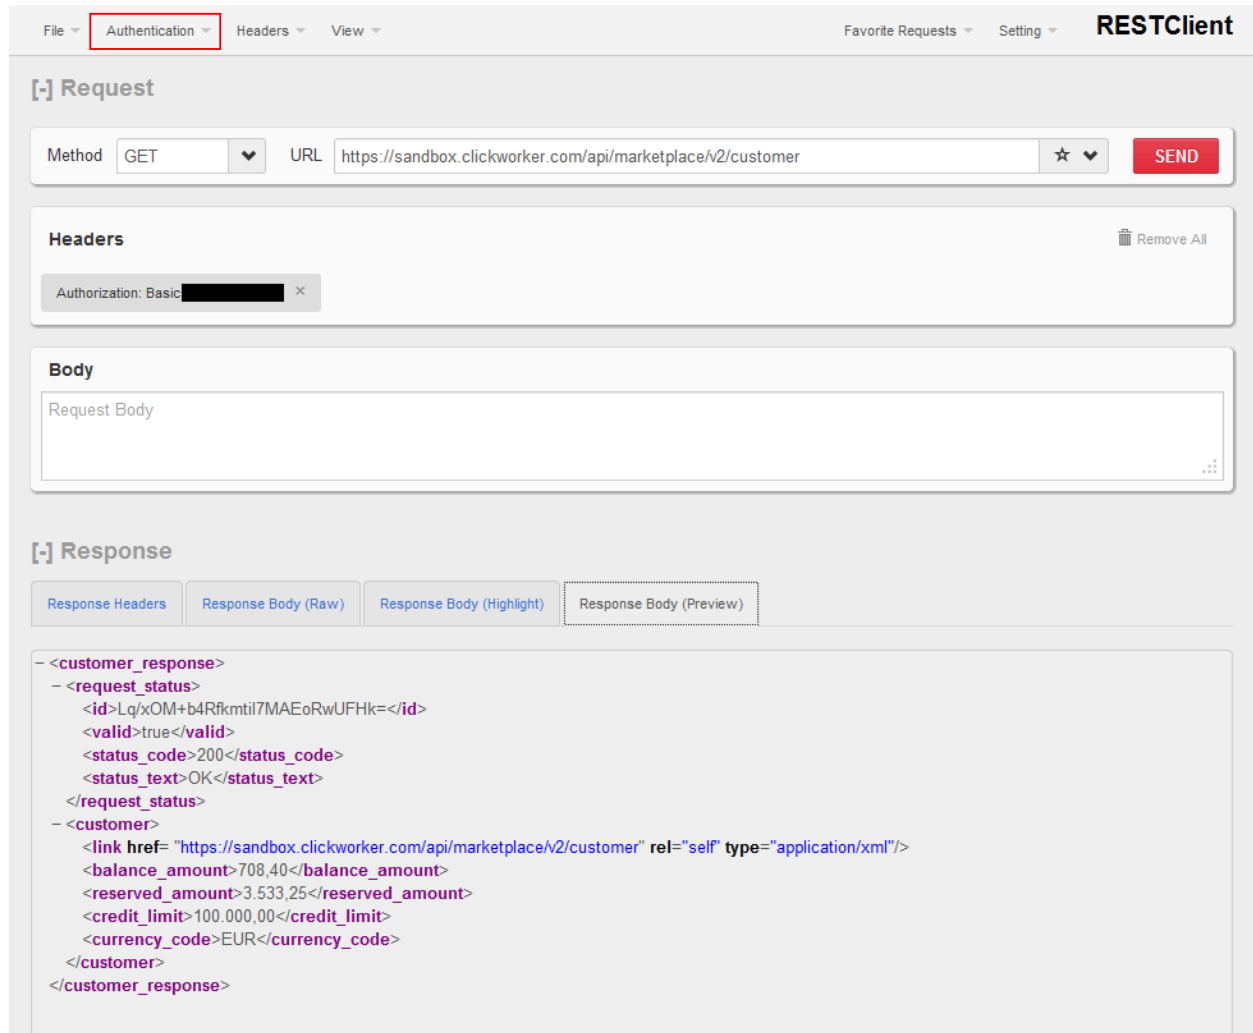 File Authentication Headers View Favorite Requests Setting RESTClient
[-] Request
Method GET URL https://sandbox.clickworker.com/api/marketplace/v2/customer SEND
Headers Remove All
Authorization: Basic
Body
Request Body
[-] Response
Response Headers Response Body (Raw) Response Body (Highlight) Response Body (Preview)
− <customer_response>
− <request_status>
<id>Lq/xOM+b4Rfkmtil7MAEoRwUFHk=</id>
<valid>true</valid>
<status_code>200</status_code>
<status_text>OK</status_text>
</request_status>
− <customer>
<link href= "https://sandbox.clickworker.com/api/marketplace/v2/customer" rel="self" type="application/xml"/>
<balance_amount>708,40</balance_amount>
<reserved_amount>3.533,25</reserved_amount>
<credit_limit>100.000,00</credit_limit>
<currency_code>EUR</currency_code>
</customer>
</customer_response>